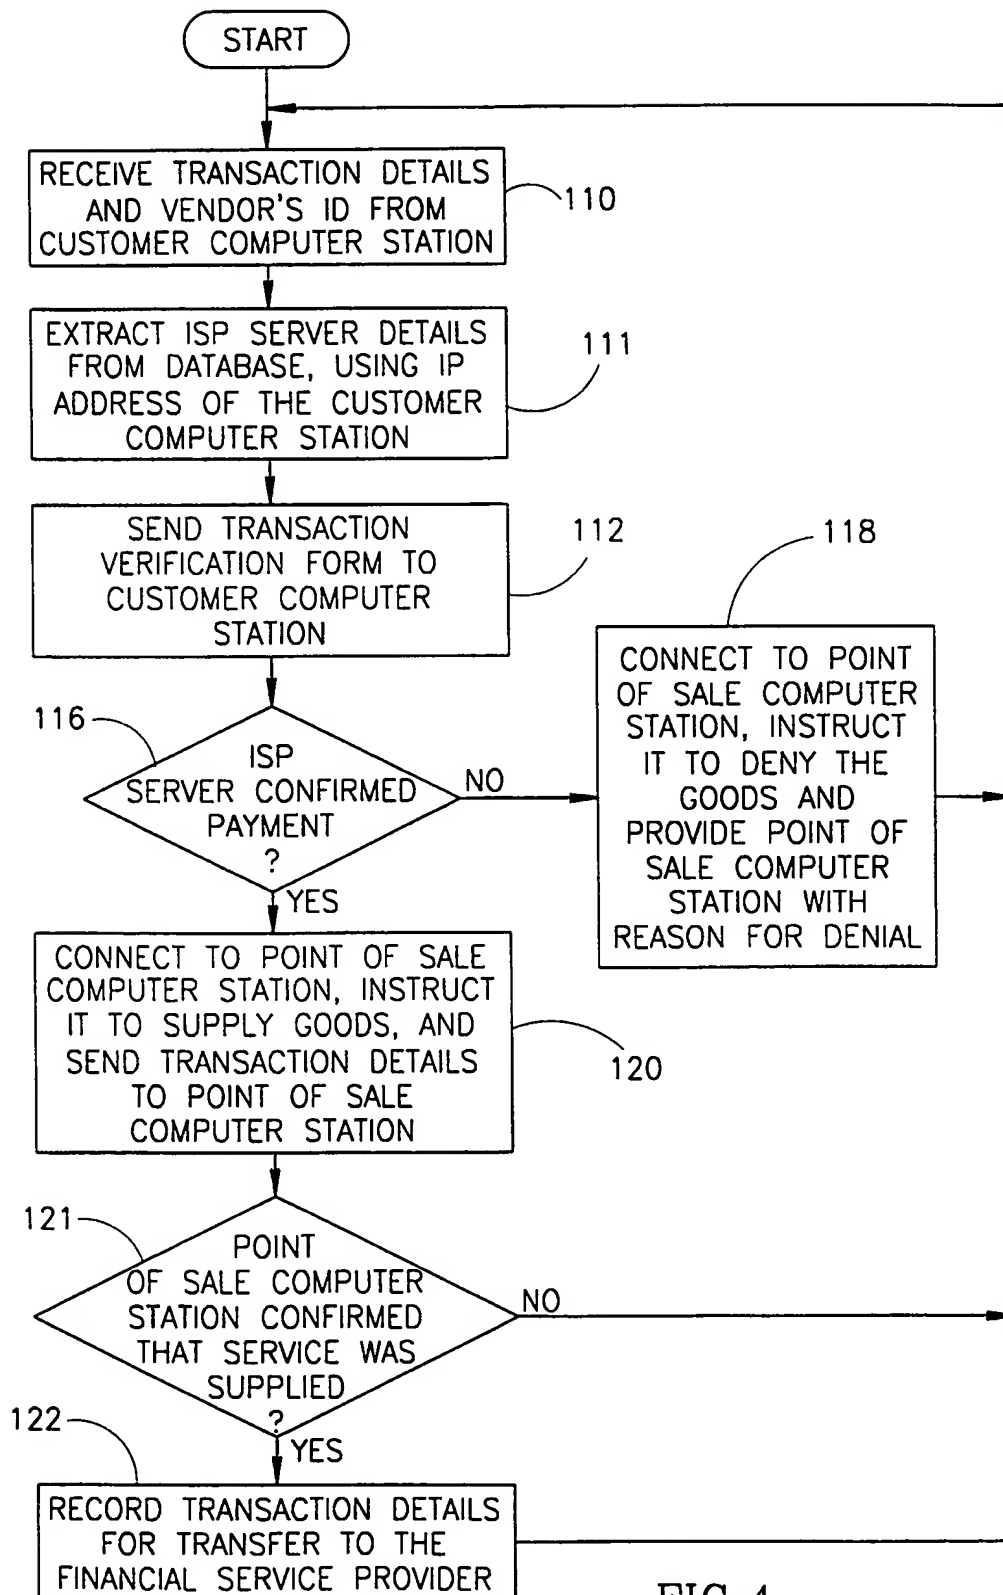 START
RECEIVE TRANSACTION DETAILS
AND VENDOR'S ID FROM
CUSTOMER COMPUTER STATION
110
EXTRACT ISP SERVER DETAILS
FROM DATABASE, USING IP
ADDRESS OF THE CUSTOMER
COMPUTER STATION
111
SEND TRANSACTION
VERIFICATION FORM TO
CUSTOMER COMPUTER
STATION
112
118
CONNECT TO POINT
OF SALE COMPUTER
STATION, INSTRUCT
IT TO DENY THE
GOODS AND
PROVIDE POINT OF
SALE COMPUTER
STATION WITH
REASON FOR DENIAL
116
ISP
SERVER CONFIRMED
PAYMENT
?
NO
YES
CONNECT TO POINT OF SALE
COMPUTER STATION, INSTRUCT
IT TO SUPPLY GOODS, AND
SEND TRANSACTION DETAILS
TO POINT OF SALE
COMPUTER STATION
120
121
POINT
OF SALE COMPUTER
STATION CONFIRMED
THAT SERVICE WAS
SUPPLIED
?
NO
YES
122
RECORD TRANSACTION DETAILS
FOR TRANSFER TO THE
FINANCIAL SERVICE PROVIDER